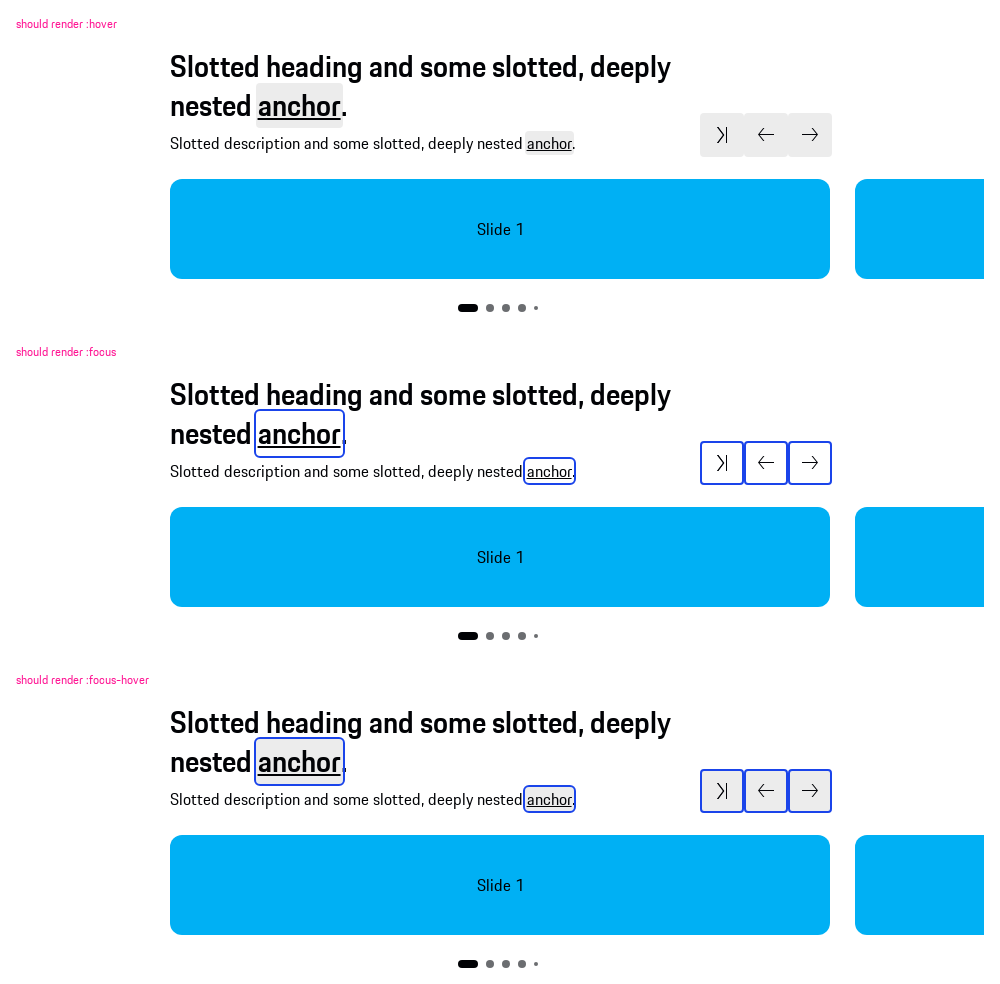 should render :hover
Slotted heading and some slotted, deeply
nested anchor.
Slotted description and some slotted, deeply nested anchor.
Slide 1
should render :focus
Slotted heading and some slotted, deeply
nested anchor.
Slotted description and some slotted, deeply nested anchor.
Slide 1
should render :focus-hover
Slotted heading and some slotted, deeply
nested anchor.
Slotted description and some slotted, deeply nested anchor.
Slide 1